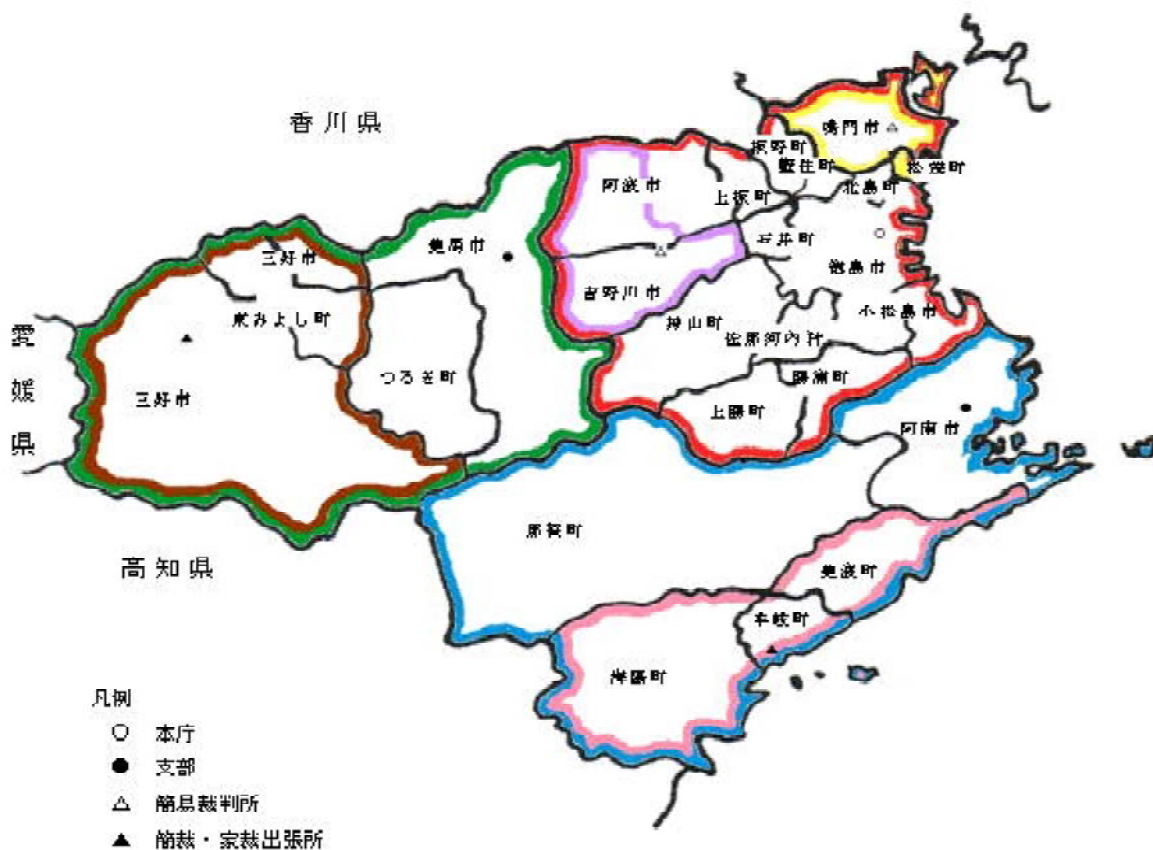 香川県
鳴門市
板野町
藍住町
松茂町
北島町
阿波市
上板町
石井町
徳島市
美馬市
三好市
吉野川市
小松島市
東みよし町
神山町
佐那河内村
愛媛県
つるぎ町
勝浦町
三好市
上勝町
阿南市
那賀町
高知県
美波町
牟岐町
海陽町
凡例
○ 本庁
● 支部
△ 簡易裁判所
▲ 簡裁・家裁出張所